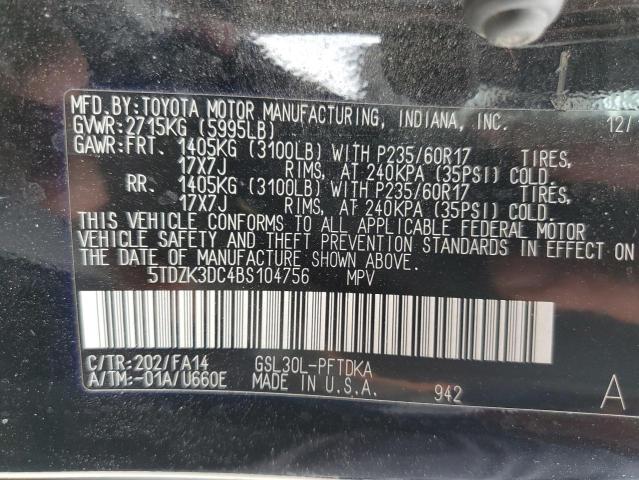 MFD. BY: TOYOTA MOTOR MANUFACTURING, INDIANA, INC. 12/
GVWR: 2715KG (5995LB)
GAWR: FRT. 1405KG (3100LB) WITH P235/60R17 TIRES,
17X7J RIMS, AT 240KPA (35PSI) COLD.
RR. 1405KG (3100LB) WITH P235/60R17 TIRES,
17X7J RIMS, AT 240KPA (35PSI) COLD.
THIS VEHICLE CONFORMS TO ALL APPLICABLE FEDERAL MOTOR
VEHICLE SAFETY AND THEFT PREVENTION STANDARDS IN EFFECT
THE DATE OF MANUFACTURE SHOWN ABOVE.
5TDZK3DC4BS104756 MPV
C/TR: 202/FA14 GSL30L-PFTDKA
A/TM: -01A/U660E MADE IN U.S.A. 942 A